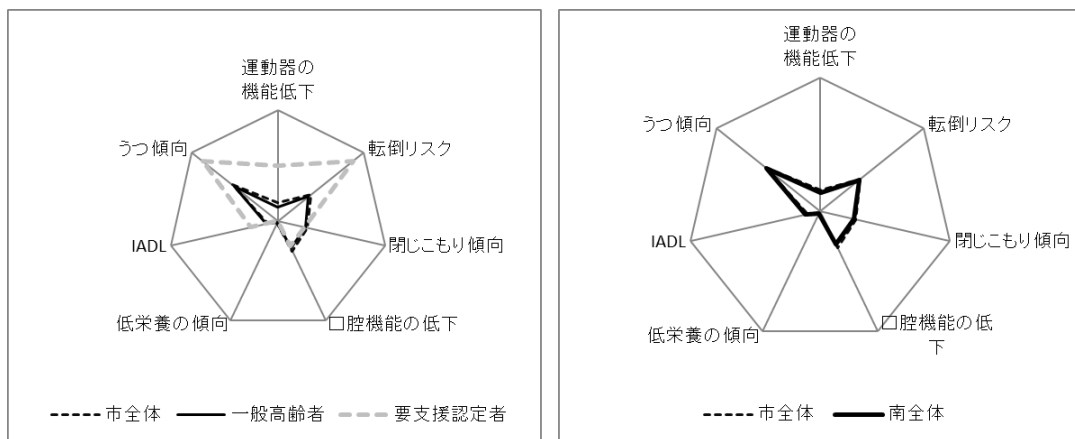 運動器の
機能低下
うつ傾向
転倒リスク
IADL
閉じこもり傾向
低栄養の傾向
口腔機能の低下
市全体
一般高齢者
要支援認定者
運動器の
機能低下
うつ傾向
転倒リスク
IADL
閉じこもり傾向
低栄養の傾向
口腔機能の低
下
市全体
南全体